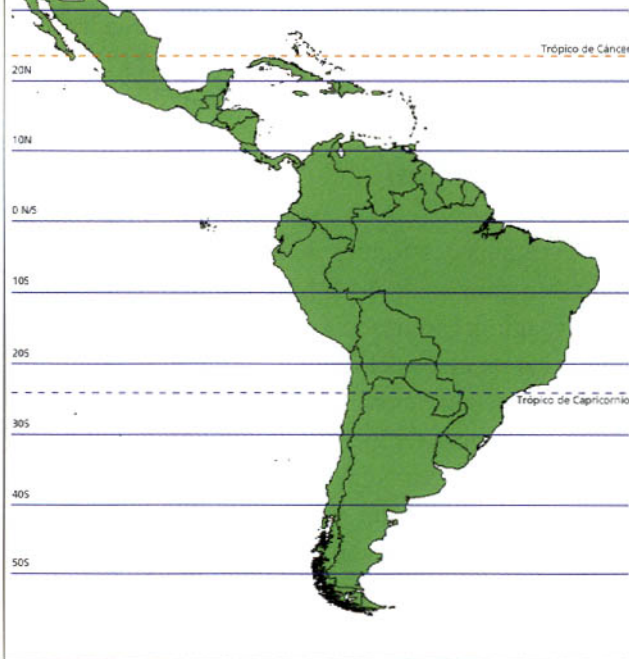 Trópico de Cáncer
20N
10N
0 N/S
10S
20S
Trópico de Capricornio
30S
40S
50S